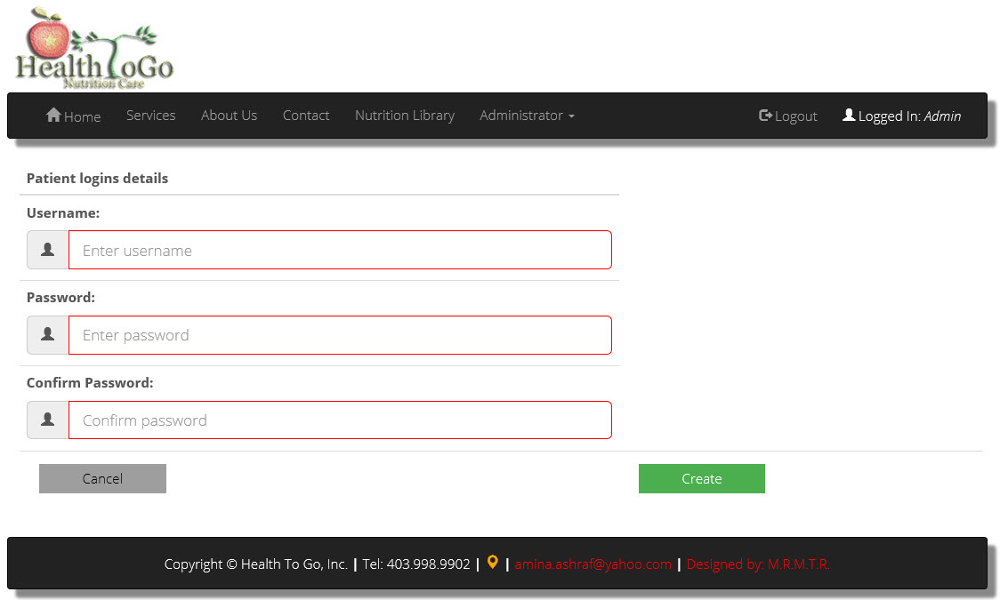 HealthToGo
Nutrition Care
Home Services About Us Contact Nutrition Library Administrator Logout Logged In: Admin
Patient logins details
Username:
Enter username
Password:
Enter password
Confirm Password:
Confirm password
Cancel Create
Copyright © Health To Go, Inc. | Tel: 403.998.9902 | | amina.ashraf@yahoo.com | Designed by: M.R.M.T.R.